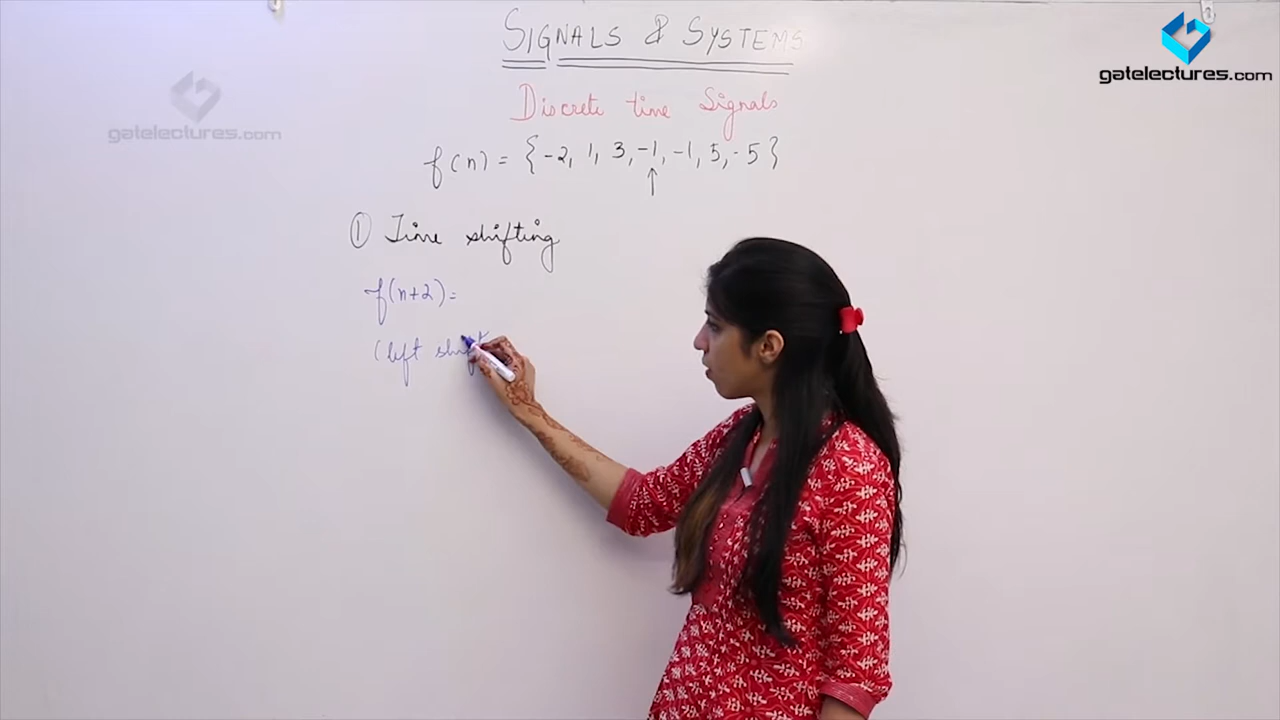 SIGNALS & SYSTEMS
gatelectures.com
gatelectures.com
Discrete time Signals
f(n) = {-2, 1, 3, -1, -1, 5, -5}
↑
① Time shifting
f(n+2) =
(left shift